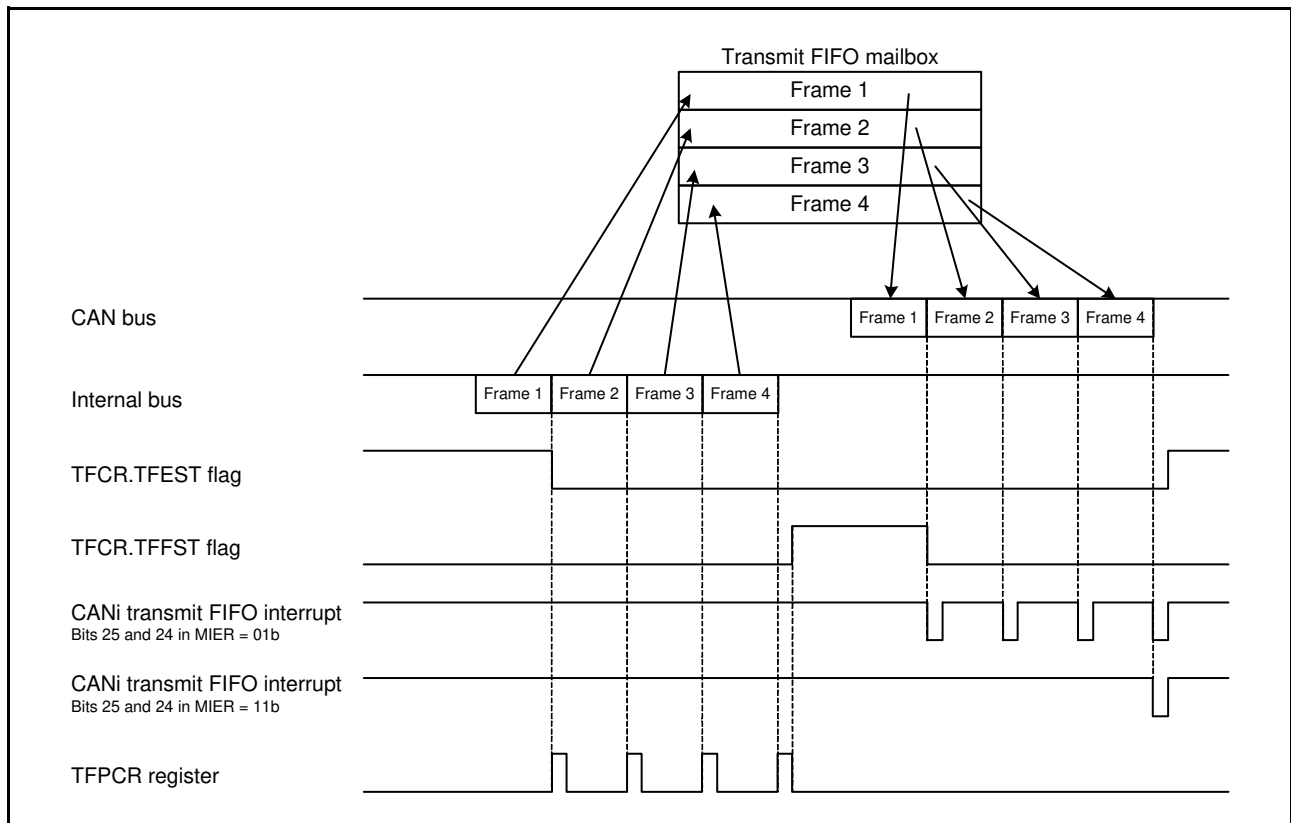 Transmit FIFO mailbox
Frame 1
Frame 2
Frame 3
Frame 4
CAN bus
Frame 1 Frame 2 Frame 3 Frame 4
Internal bus
Frame 1 Frame 2 Frame 3 Frame 4
TFCR.TFEST flag
TFCR.TFFST flag
CANi transmit FIFO interrupt
Bits 25 and 24 in MIER = 01b
CANi transmit FIFO interrupt
Bits 25 and 24 in MIER = 11b
TFPCR register